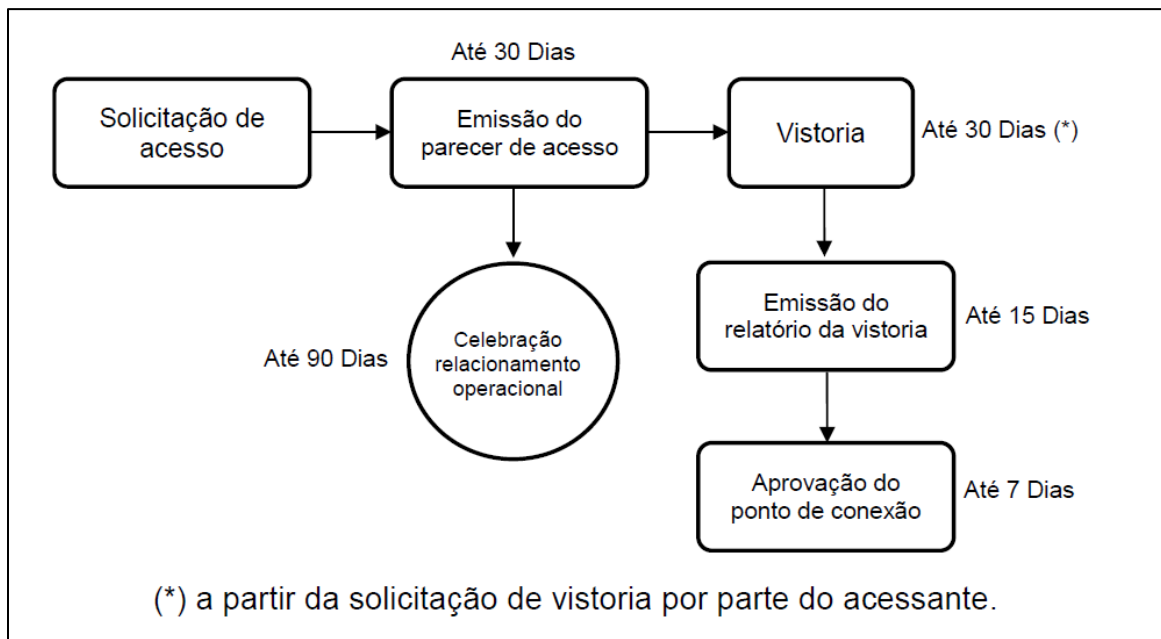 Até 30 Dias
Solicitação de
acesso
Emissão do
parecer de acesso
Vistoria
Até 30 Dias (*)
Até 90 Dias
Celebração
relacionamento
operacional
Emissão do
relatório da vistoria
Até 15 Dias
Aprovação do
ponto de conexão
Até 7 Dias
(*) a partir da solicitação de vistoria por parte do acessante.